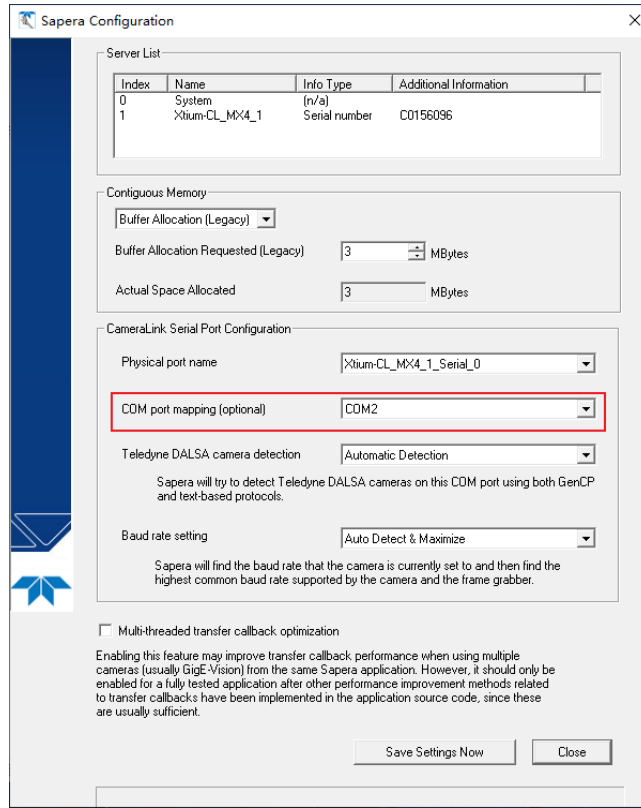 Sapera Configuration
Server List
Index Name Info Type Additional Information
0 System (n/a)
1 Xtium-CL_MX4_1 Serial number C0156096
Contiguous Memory
Buffer Allocation (Legacy)
Buffer Allocation Requested (Legacy) 3 MBytes
Actual Space Allocated 3 MBytes
CameraLink Serial Port Configuration
Physical port name Xtium-CL_MX4_1_Serial_0
COM port mapping (optional) COM2
Teledyne DALSA camera detection Automatic Detection
Sapera will try to detect Teledyne DALSA cameras on this COM port using both GenCP
and text-based protocols.
Baud rate setting Auto Detect & Maximize
Sapera will find the baud rate that the camera is currently set to and then find the
highest common baud rate supported by the camera and the frame grabber.
Multi-threaded transfer callback optimization
Enabling this feature may improve transfer callback performance when using multiple
cameras (usually GigE-Vision) from the same Sapera application. However, it should only be
enabled for a fully tested application after other performance improvement methods related
to transfer callbacks have been implemented in the application source code, since these
are usually sufficient.
Save Settings Now Close